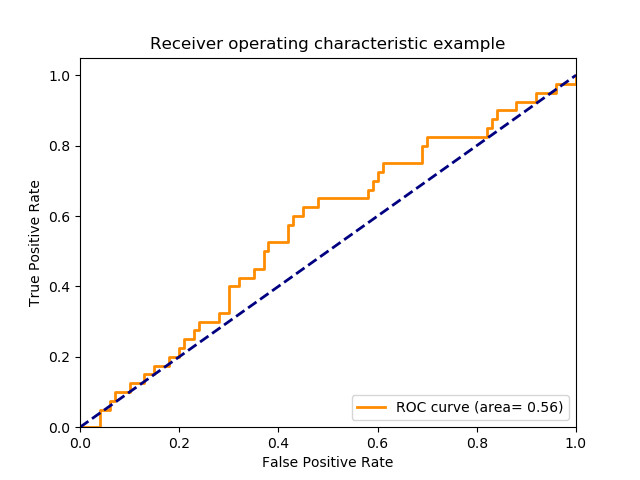 Receiver operating characteristic example
True Positive Rate
1.0
0.8
0.6
0.4
0.2
0.0
ROC curve (area= 0.56)
0.0 0.2 0.4 0.6 0.8 1.0
False Positive Rate